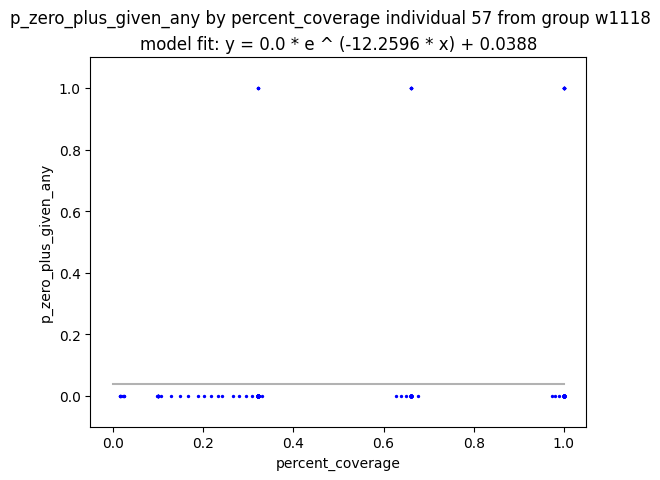 p_zero_plus_given_any by percent_coverage individual 57 from group w1118
model fit: y = 0.0 * e ^ (-12.2596 * x) + 0.0388
1.0
0.8
0.6
0.4
0.2
0.0
p_zero_plus_given_any
0.0 0.2 0.4 0.6 0.8 1.0
percent_coverage